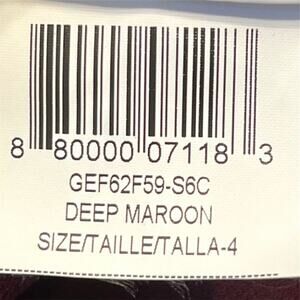 8 80000 07118 3
GEF62F59-S6C
DEEP MAROON
SIZE/TAILLE/TALLA-4